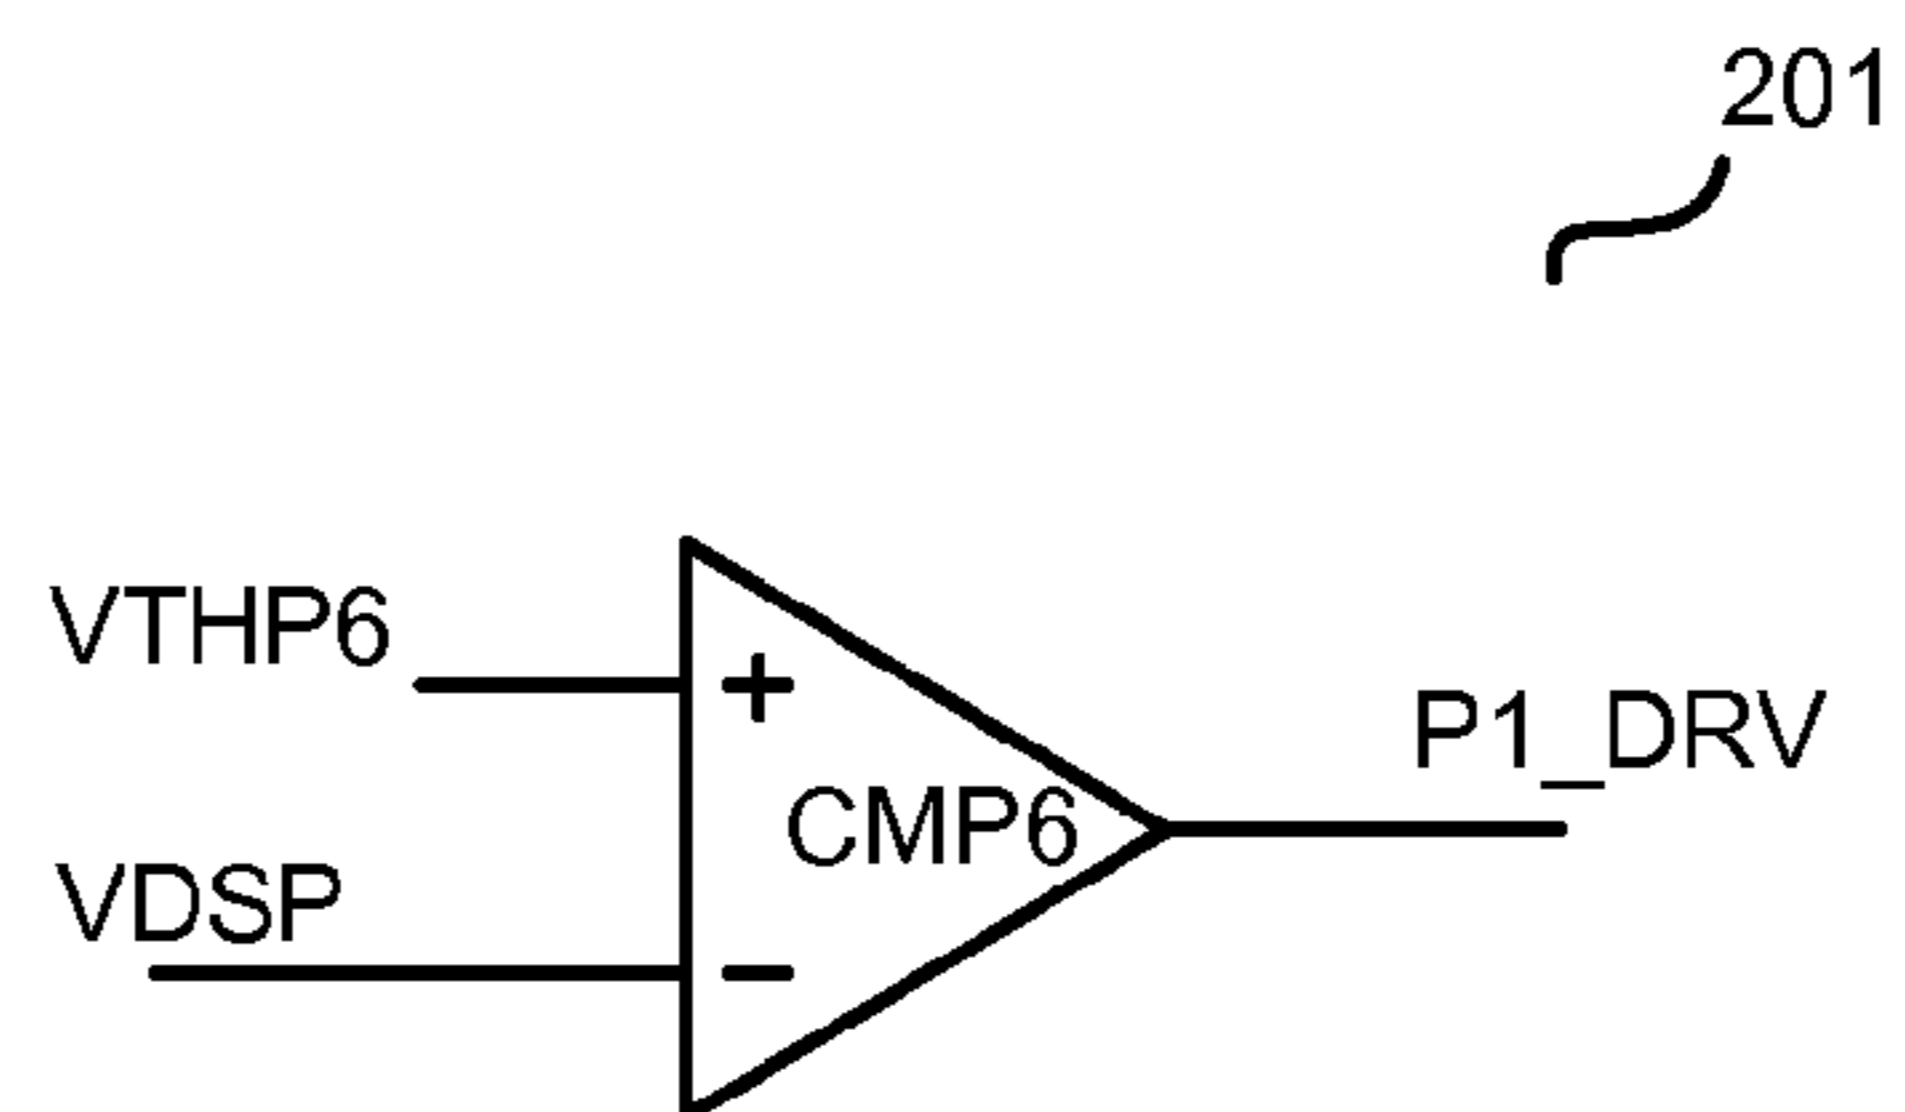 201
VTHP6
+
P1_DRV
CMP6
VDSP
−